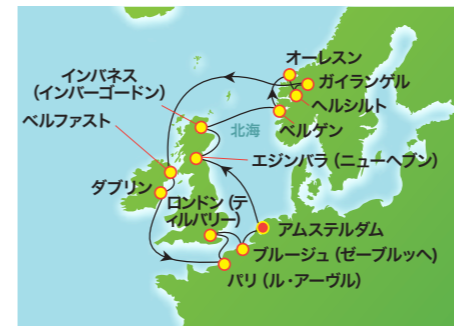 オーレスン
ガイランゲル
ヘルシルト
ベルゲン
インバネス
（インバーゴードン）
北海
ベルファスト
エジンバラ（ニューヘブン）
ダブリン
ロンドン（テ
ィルバリー）
アムステルダム
ブルージュ（ゼーブルッヘ）
パリ（ル・アーヴル）